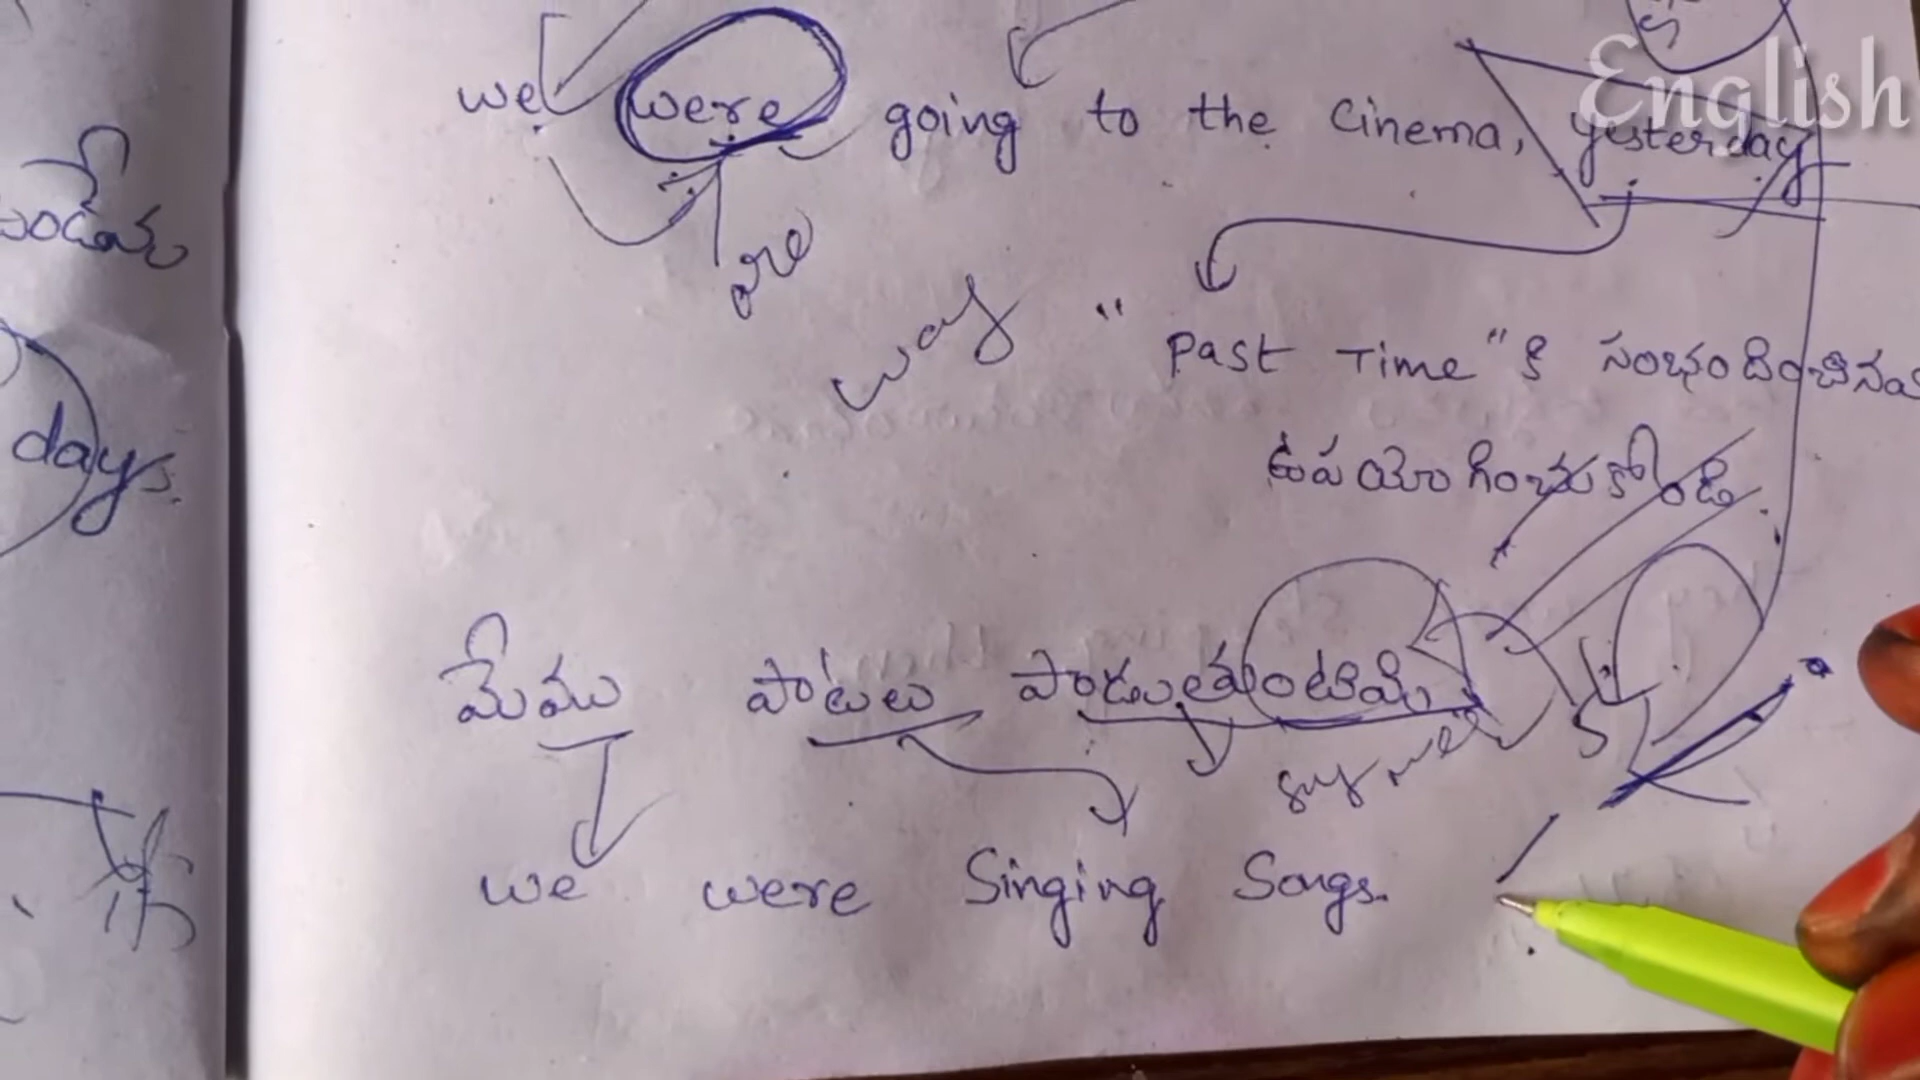 English
we were going to the cinema, yesterday
are
way
"Past Time" కి సంభందించినవి
ఉపయోగించుకోండి
మేము పాటలు పాడుతుంటిమి
we were Singing Songs.
days.